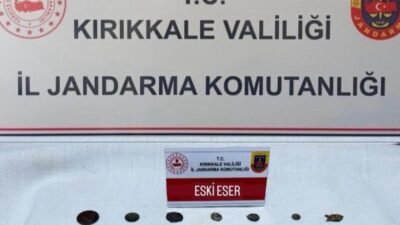 T.C.
KIRIKKALE VALİLİĞİ
İL JANDARMA KOMUTANLIĞI
T.C.
KIRIKKALE VALİLİĞİ
İL JANDARMA KOMUTANLIĞI
ESKİ ESER